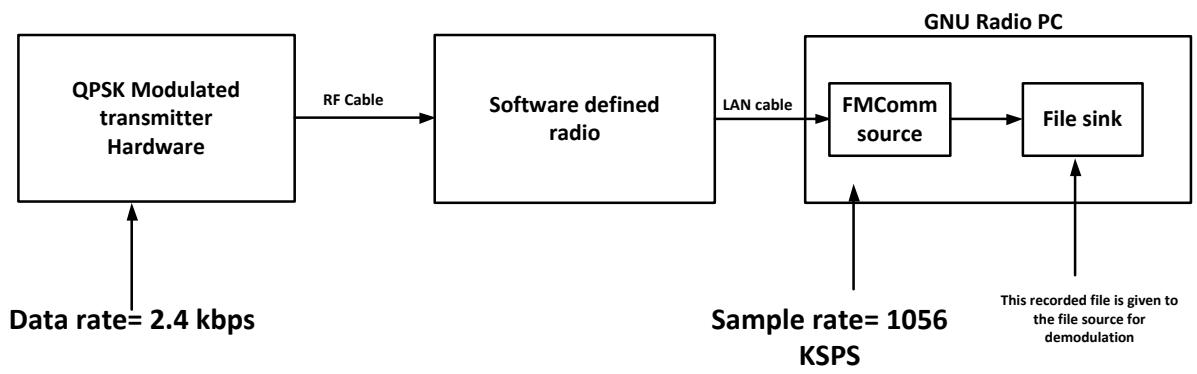 GNU Radio PC
QPSK Modulated
transmitter
Hardware
RF Cable
Software defined
radio
LAN cable
FMComm
source
File sink
Data rate= 2.4 kbps
Sample rate= 1056
KSPS
This recorded file is given to
the file source for
demodulation